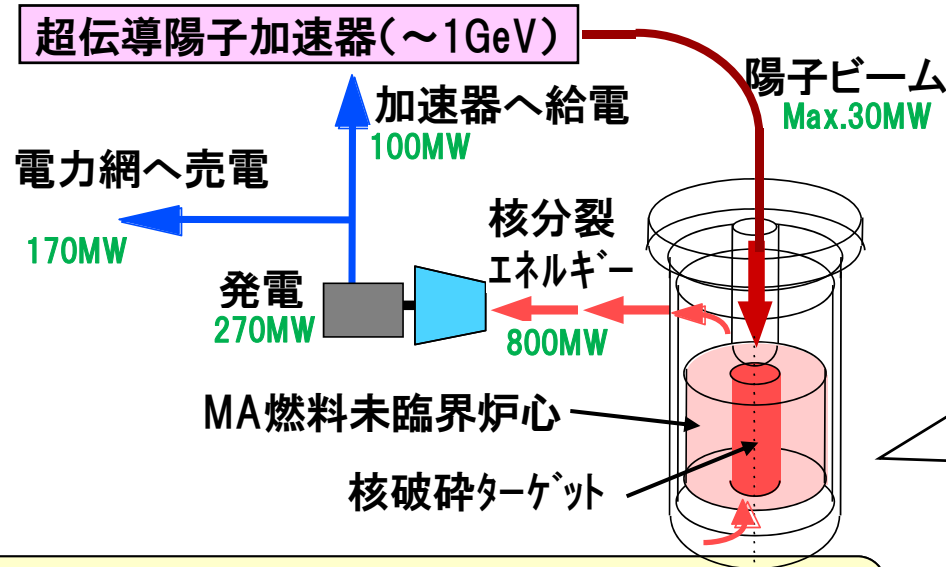 超伝導陽子加速器(～1GeV)
陽子ビーム
Max.30MW
加速器へ給電
100MW
電力網へ売電
170MW
核分裂
エネルギー
発電
270MW
800MW
MA燃料未臨界炉心
核破砕ターゲット